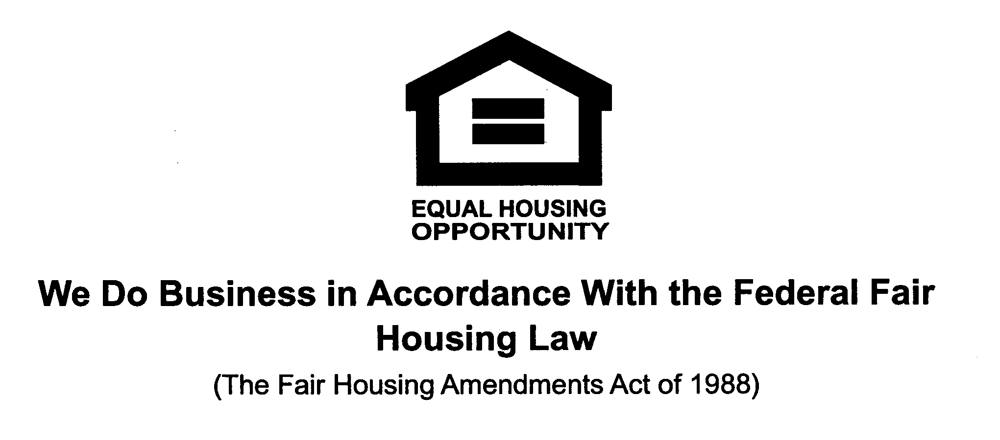 EQUAL HOUSING
OPPORTUNITY
We Do Business in Accordance With the Federal Fair
Housing Law
(The Fair Housing Amendments Act of 1988)